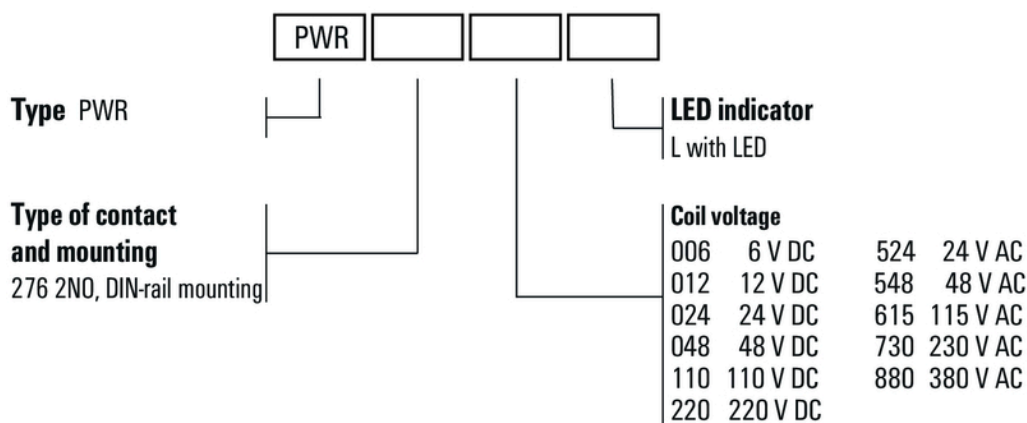 PWR
Type PWR
LED indicator
L with LED
Type of contact
and mounting
276 2NO, DIN-rail mounting
Coil voltage
006 6 V DC 524 24 V AC
012 12 V DC 548 48 V AC
024 24 V DC 615 115 V AC
048 48 V DC 730 230 V AC
110 110 V DC 880 380 V AC
220 220 V DC